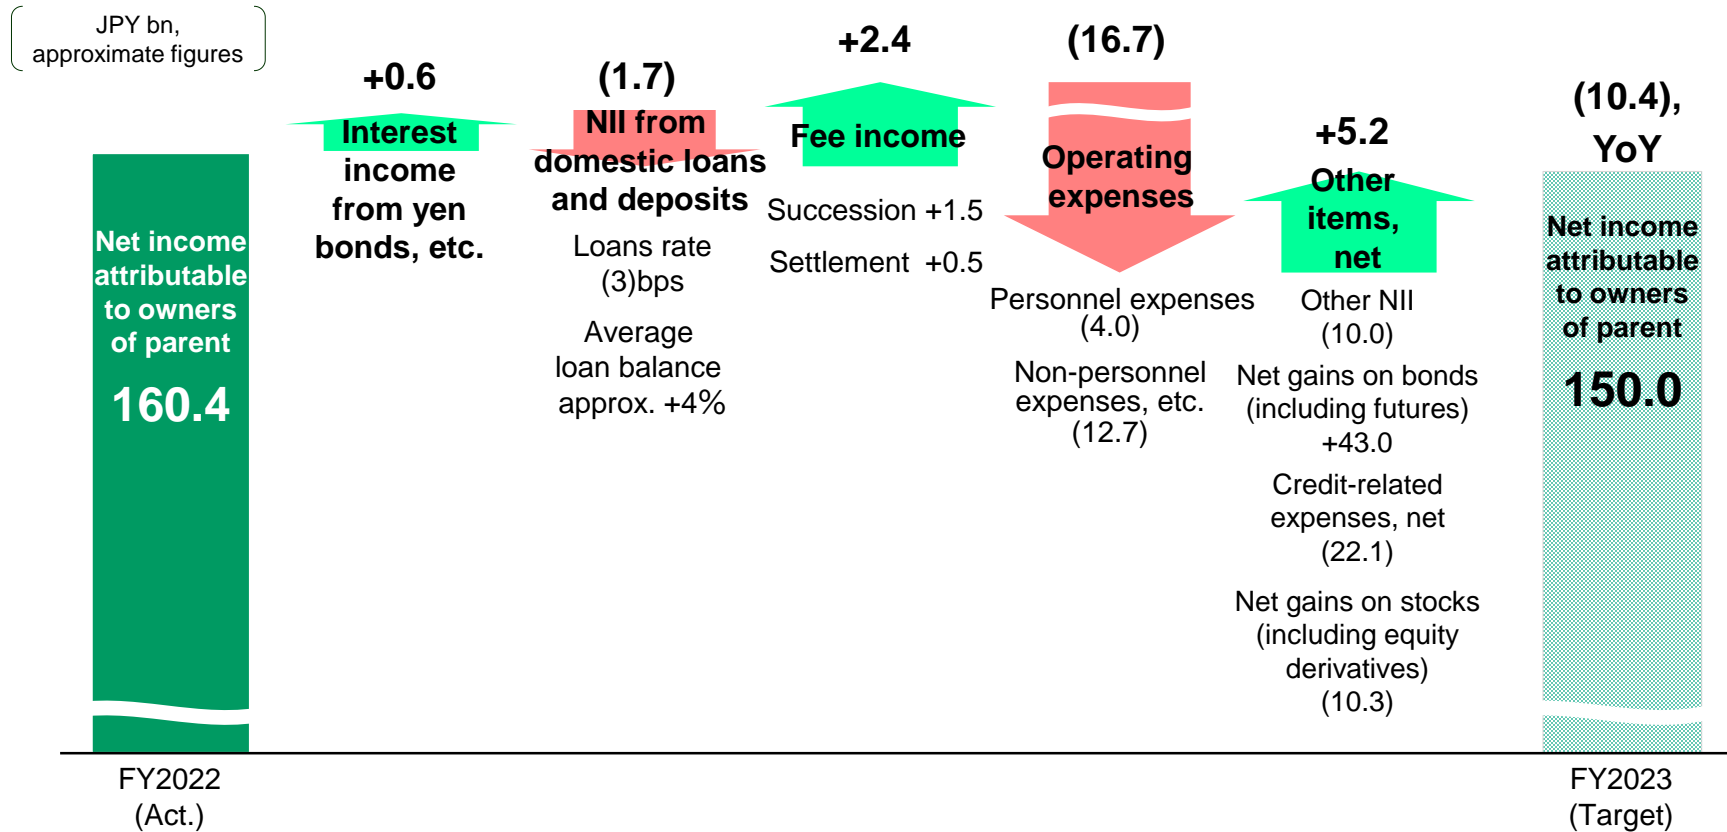 JPY bn,
approximate figures
Net income
attributable
to owners
of parent
160.4
FY2022
(Act.)
+0.6
Interest
income
from yen
bonds, etc.
(1.7)
NII from
domestic loans
and deposits
Loans rate
(3)bps
Average
loan balance
approx. +4%
+2.4
Fee income
Succession +1.5
Settlement +0.5
(16.7)
Operating
expenses
Personnel expenses
(4.0)
Non-personnel
expenses, etc.
(12.7)
+5.2
Other
items,
net
Other NII
(10.0)
Net gains on bonds
(including futures)
+43.0
Credit-related
expenses, net
(22.1)
Net gains on stocks
(including equity
derivatives)
(10.3)
(10.4),
YoY
Net income
attributable
to owners
of parent
150.0
FY2023
(Target)